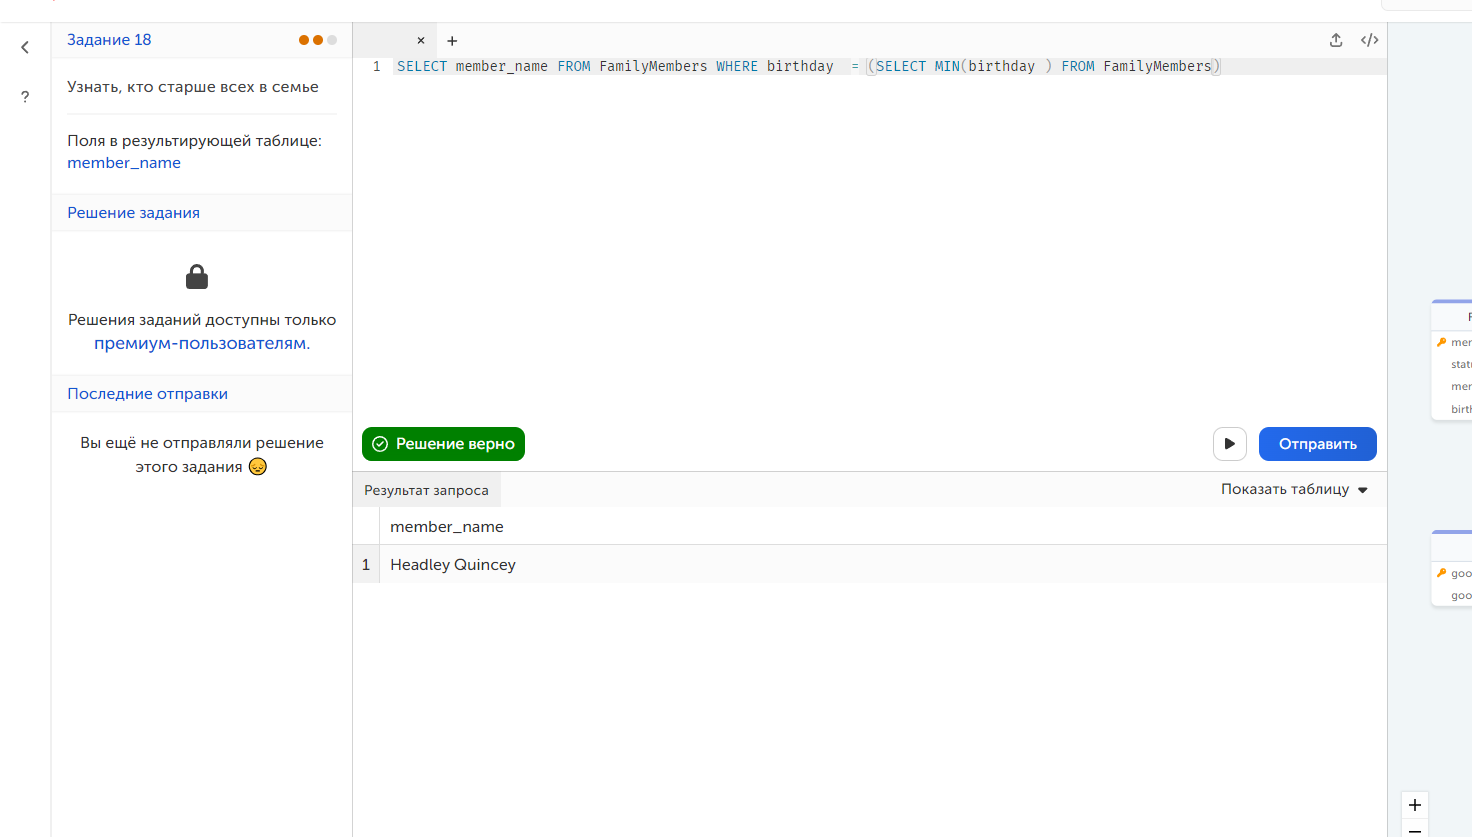 Задание 18
Узнать, кто старше всех в семье
Поля в результирующей таблице:
member_name
Решение задания
Решения заданий доступны только
премиум-пользователям.
Последние отправки
Вы ещё не отправляли решение
этого задания 😔
?
× +
</>
1 SELECT member_name FROM FamilyMembers WHERE birthday  = (SELECT MIN(birthday ) FROM FamilyMembers)
Решение верно
Отправить
Результат запроса
Показать таблицу
member_name
1 Headley Quincey
+
−